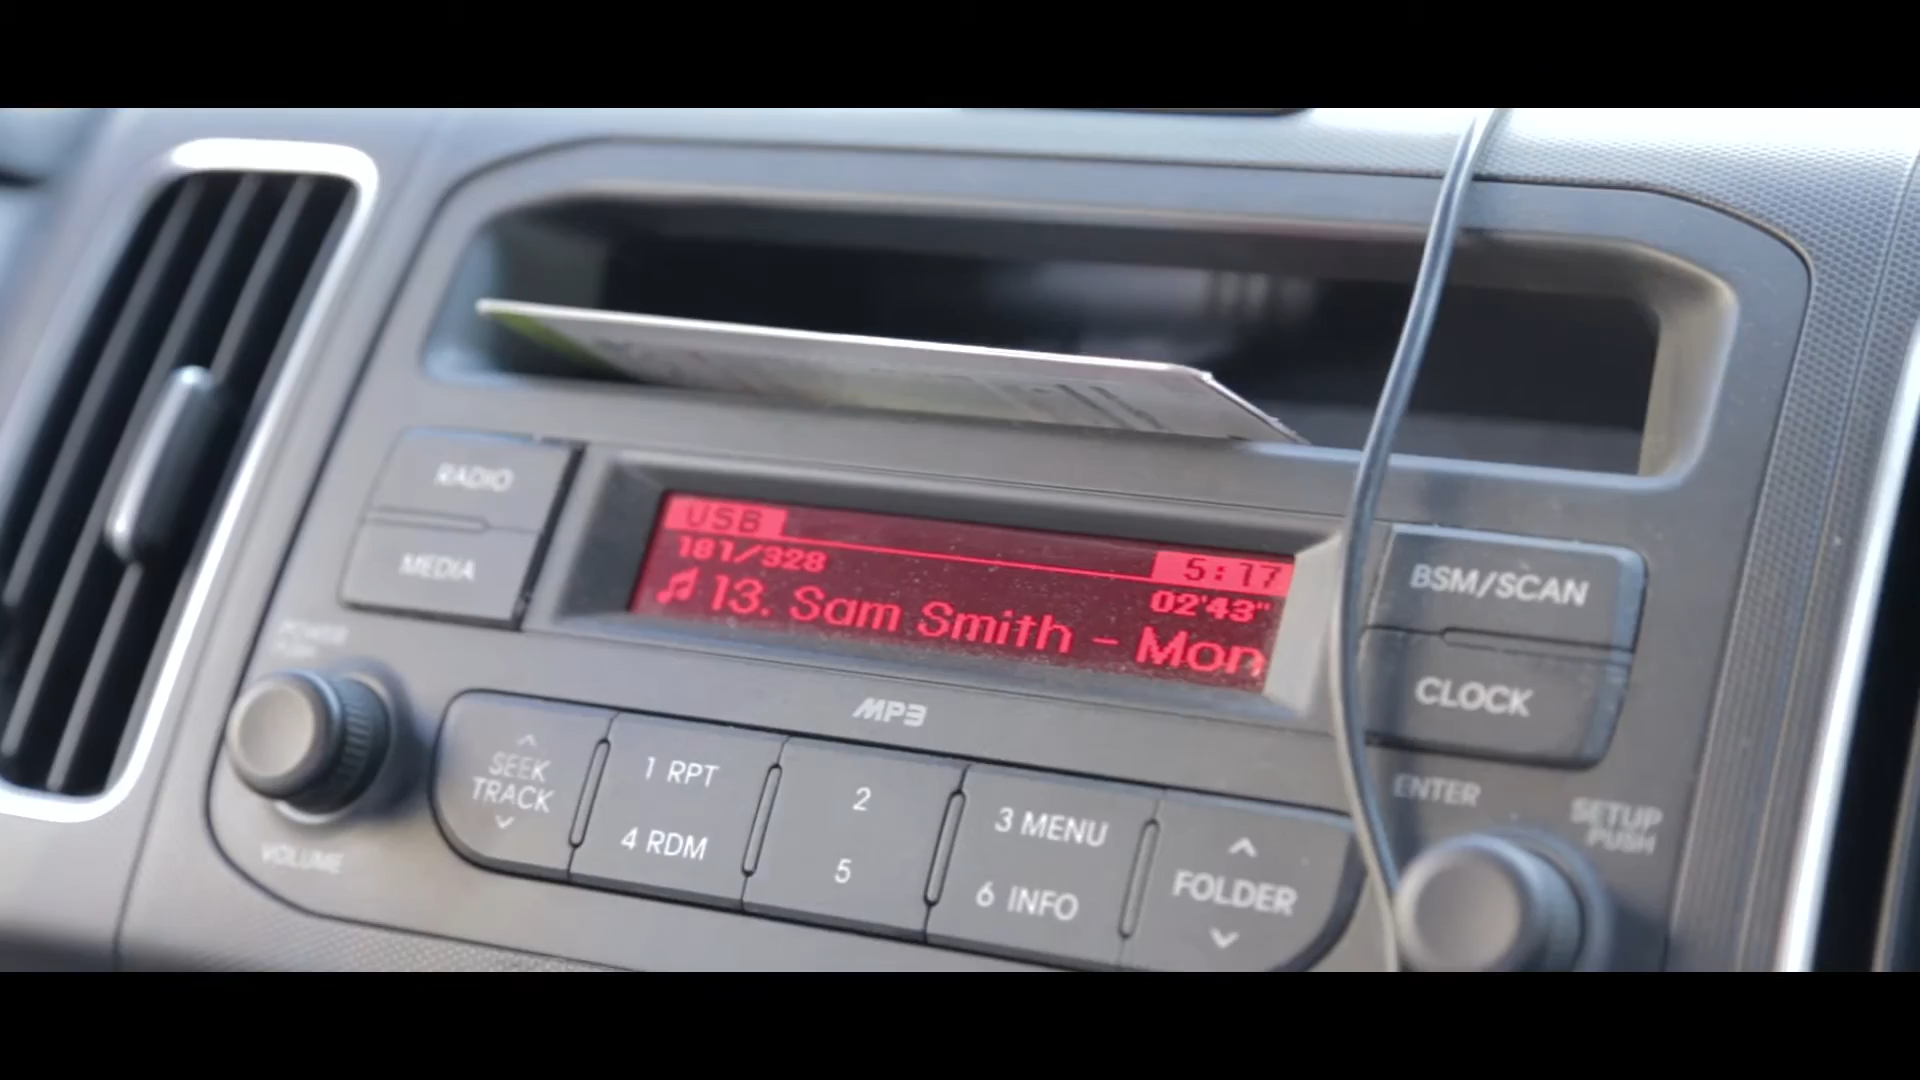 RADIO
MEDIA
USB
181/328
5:17
02'43"
13. Sam Smith - Mon
BSM/SCAN
CLOCK
POWER
PUSH
VOLUME
MP3
SEEK
TRACK
1 RPT
4 RDM
2
5
3 MENU
6 INFO
FOLDER
ENTER
SETUP
PUSH